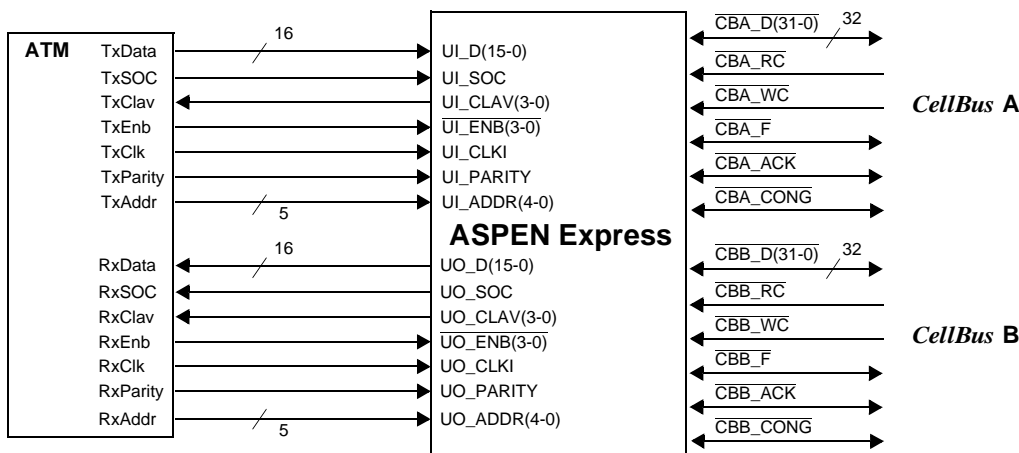 16
ATM TxData UI_D(15-0)
TxSOC UI_SOC
TxClav UI_CLAV(3-0)
TxEnb UI_ENB(3-0)
TxClk UI_CLKI
TxParity UI_PARITY
TxAddr UI_ADDR(4-0)
5
ASPEN Express
16
RxData UO_D(15-0)
RxSOC UO_SOC
RxClav UO_CLAV(3-0)
RxEnb UO_ENB(3-0)
RxClk UO_CLKI
RxParity UO_PARITY
RxAddr UO_ADDR(4-0)
5
CBA_D(31-0) 32
CBA_RC
CBA_WC
CellBus A
CBA_F
CBA_ACK
CBA_CONG
CBB_D(31-0) 32
CBB_RC
CBB_WC
CellBus B
CBB_F
CBB_ACK
CBB_CONG